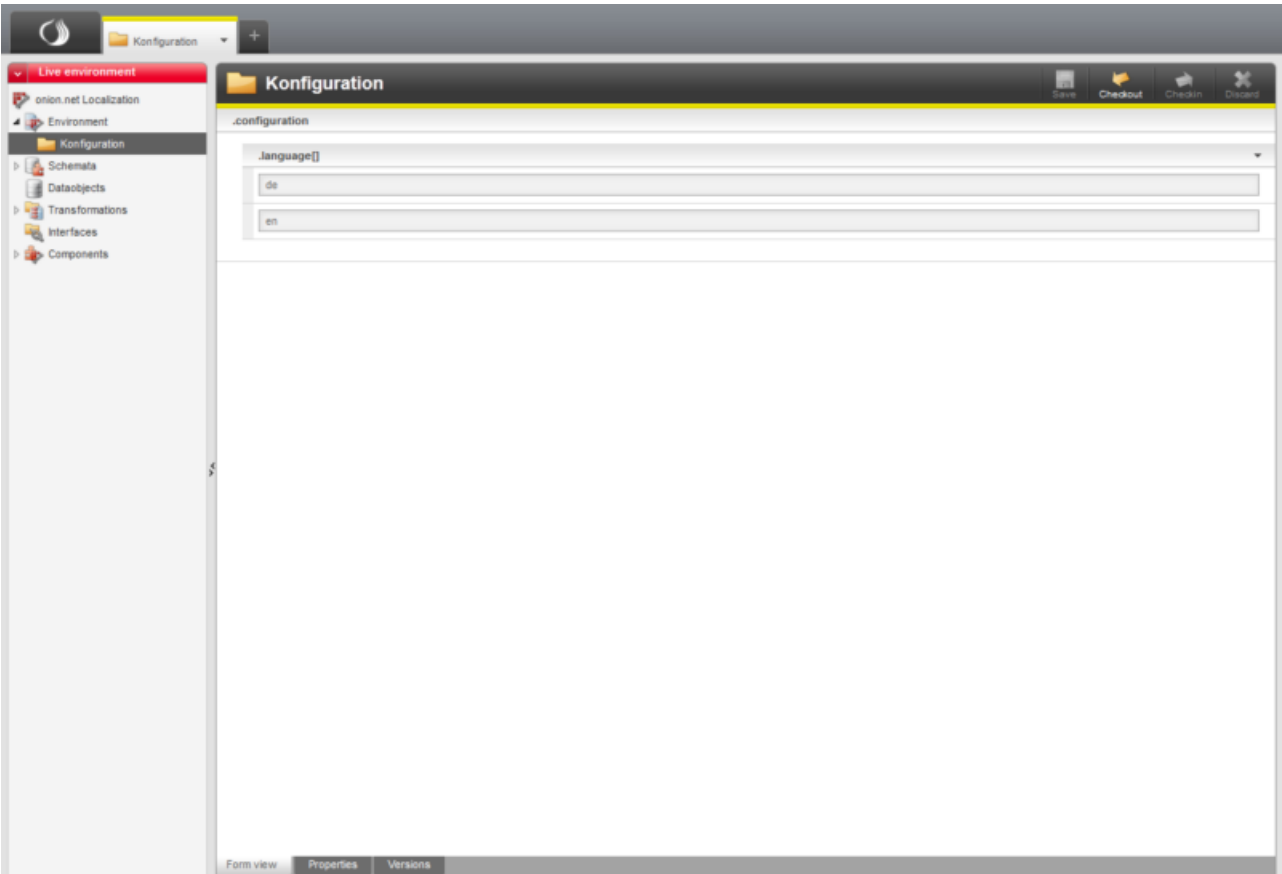 Konfiguration
+
Live environment
onion.net Localization
Environment
Konfiguration
Schemata
Dataobjects
Transformations
Interfaces
Components
Konfiguration
Save
Checkout
Checkin
Discard
.configuration
.language[]
de
en
Form view
Properties
Versions